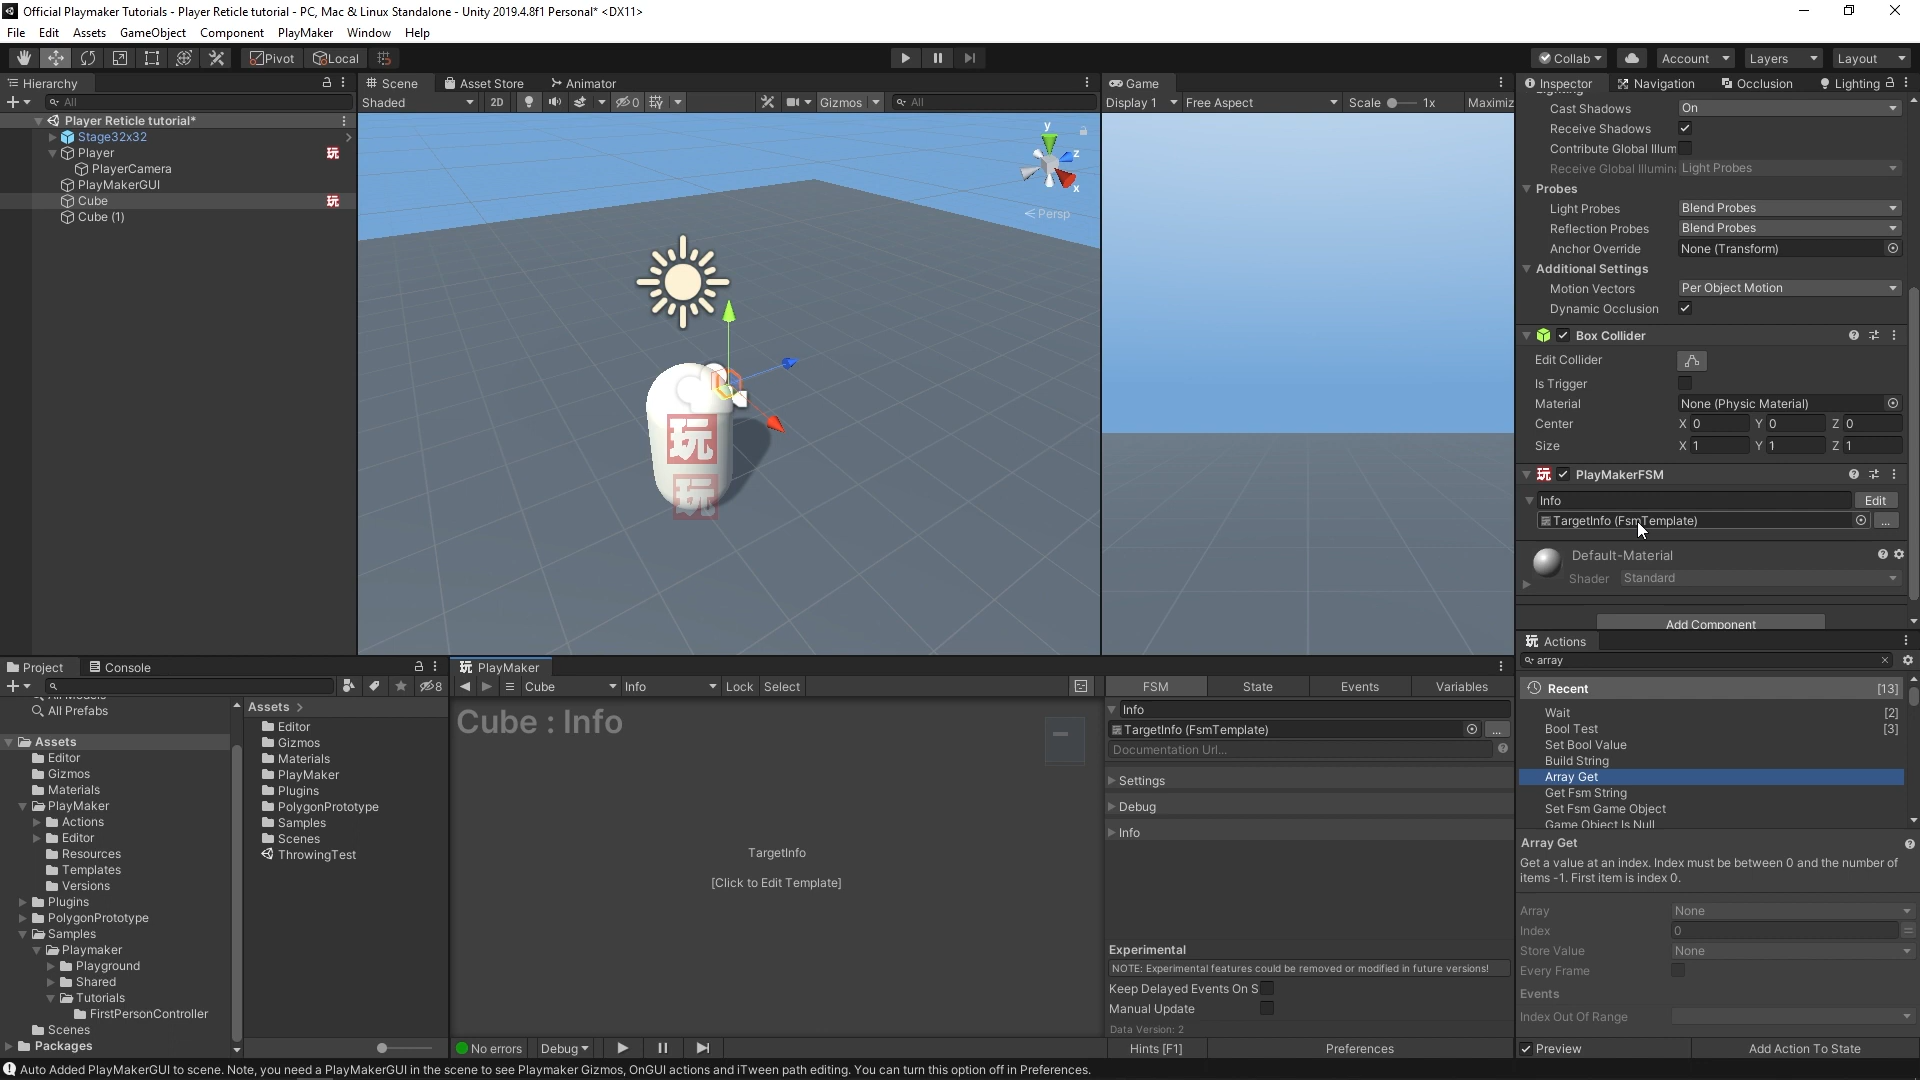 Official Playmaker Tutorials - Player Reticle tutorial - PC, Mac & Linux Standalone - Unity 2019.4.8f1 Personal* <DX11>
File Edit Assets GameObject Component PlayMaker Window Help
Pivot Local Collab Account Layers Layout
Hierarchy
All
Player Reticle tutorial*
Stage32x32
Player 玩
PlayerCamera
PlayMakerGUI
Cube 玩
Cube (1)
Scene Asset Store Animator
Shaded 2D 0 Gizmos All
y
z
x
Persp
玩
玩
Game
Display 1 Free Aspect Scale 1x Maximiz
Inspector Navigation Occlusion Lighting
Lighting
Cast Shadows On
Receive Shadows
Contribute Global Illum
Receive Global Illumin: Light Probes
Probes
Light Probes Blend Probes
Reflection Probes Blend Probes
Anchor Override None (Transform)
Additional Settings
Motion Vectors Per Object Motion
Dynamic Occlusion
Box Collider
Edit Collider
Is Trigger
Material None (Physic Material)
Center X 0 Y 0 Z 0
Size X 1 Y 1 Z 1
玩 PlayMakerFSM
Info Edit
TargetInfo (FsmTemplate) ...
Default-Material
Shader Standard
Add Component
玩 Actions
array
Recent [13]
Wait [2]
Bool Test [3]
Set Bool Value
Build String
Array Get
Get Fsm String
Set Fsm Game Object
Game Object Is Null
Array Get
Get a value at an index. Index must be between 0 and the number of
items -1. First item is index 0.
Array None
Index 0
Store Value None
Every Frame
Events
Index Out Of Range
Preview Add Action To State
Project Console
8
All Models
All Prefabs
Assets
Editor
Gizmos
Materials
PlayMaker
Actions
Editor
Resources
Templates
Versions
Plugins
PolygonPrototype
Samples
Playmaker
Playground
Shared
Tutorials
FirstPersonController
Scenes
Packages
Assets >
Editor
Gizmos
Materials
PlayMaker
Plugins
PolygonPrototype
Samples
Scenes
ThrowingTest
玩 PlayMaker
Cube Info Lock Select
Cube : Info
TargetInfo
[Click to Edit Template]
No errors Debug
FSM State Events Variables
Info
TargetInfo (FsmTemplate) ...
Documentation Url...
Settings
Debug
Info
Experimental
NOTE: Experimental features could be removed or modified in future versions!
Keep Delayed Events On S
Manual Update
Data Version: 2
Hints [F1] Preferences
Auto Added PlayMakerGUI to scene. Note, you need a PlayMakerGUI in the scene to see Playmaker Gizmos, OnGUI actions and iTween path editing. You can turn this option off in Preferences.